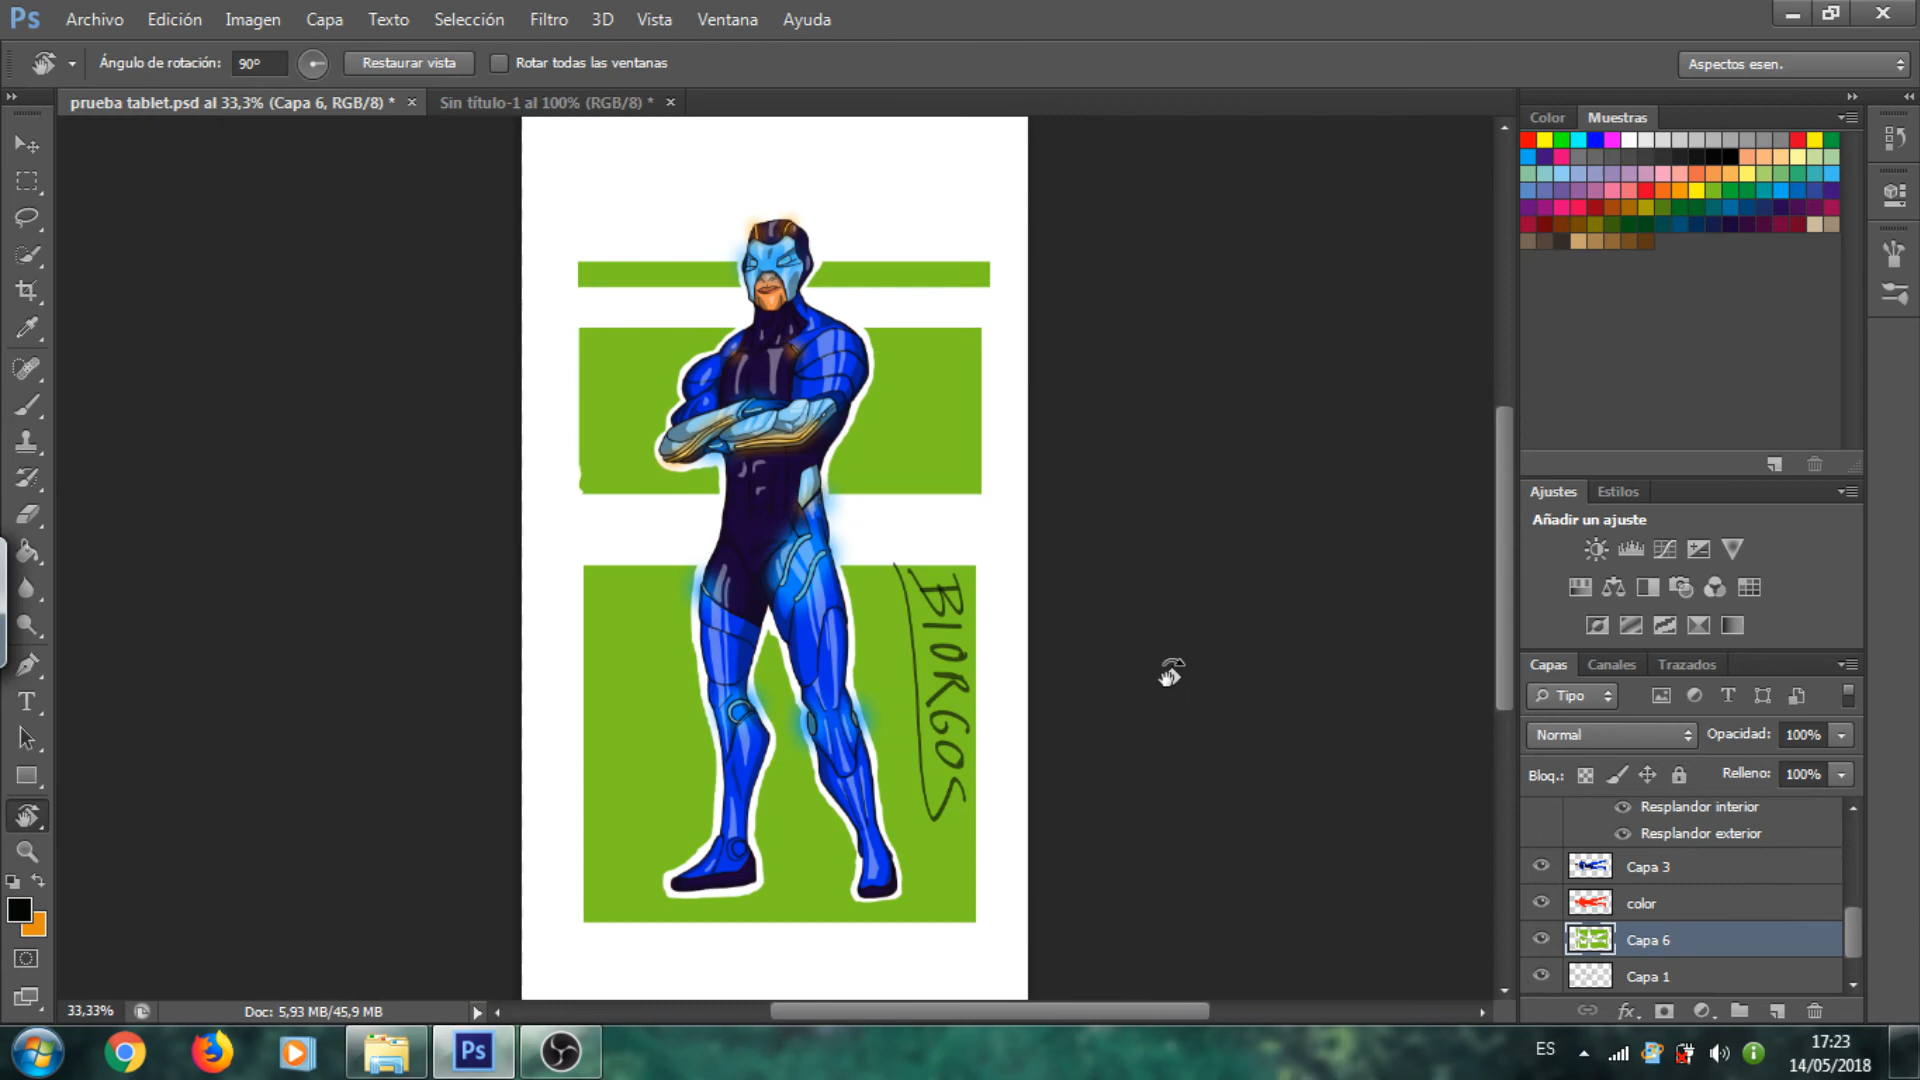 Ps Archivo Edición Imagen Capa Texto Selección Filtro 3D Vista Ventana Ayuda
Ángulo de rotación: 90º Restaurar vista Rotar todas las ventanas Aspectos esen.
prueba tablet.psd al 33,3% (Capa 6, RGB/8) * Sin título-1 al 100% (RGB/8) *
Color Muestras
Ajustes Estilos
Añadir un ajuste
BIORGOS
Capas Canales Trazados
Tipo
Normal Opacidad: 100%
Bloq.: Relleno: 100%
Resplandor interior
Resplandor exterior
Capa 3
color
Capa 6
Capa 1
33,33% Doc: 5,93 MB/45,9 MB
fx
Ps
ES
17:23
14/05/2018